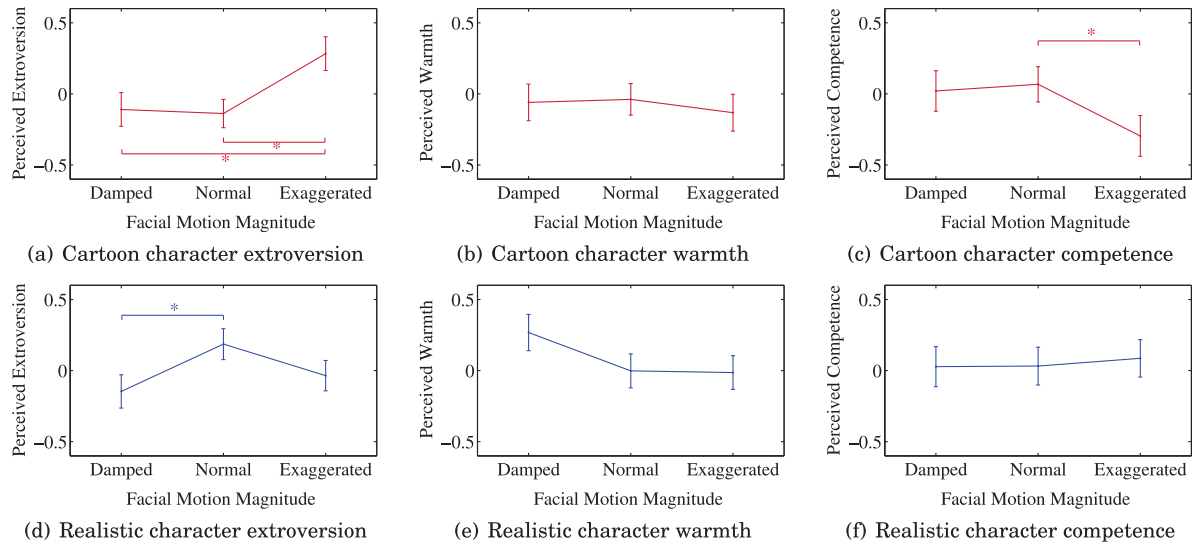 Perceived Extroversion
0.5
0
−0.5
*
*
Damped Normal Exaggerated
Facial Motion Magnitude
(a) Cartoon character extroversion
Perceived Warmth
0.5
0
−0.5
Damped Normal Exaggerated
Facial Motion Magnitude
(b) Cartoon character warmth
Perceived Competence
0.5
0
−0.5
*
Damped Normal Exaggerated
Facial Motion Magnitude
(c) Cartoon character competence
Perceived Extroversion
0.5
0
−0.5
*
Damped Normal Exaggerated
Facial Motion Magnitude
(d) Realistic character extroversion
Perceived Warmth
0.5
0
−0.5
Damped Normal Exaggerated
Facial Motion Magnitude
(e) Realistic character warmth
Perceived Competence
0.5
0
−0.5
Damped Normal Exaggerated
Facial Motion Magnitude
(f) Realistic character competence